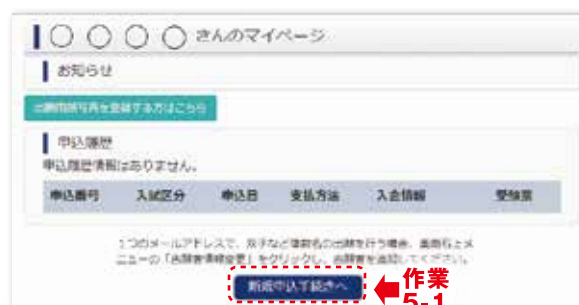 ○○○○さんのマイページ
お知らせ
出願用顔写真を登録する方はこちら
申込履歴
申込履歴情報はありません。
申込番号 入試区分 申込日 支払方法 入金情報 受験票
1つのメールアドレスで、双子など複数名の出願を行う場合、画面右上メ
ニューの「出願者情報変更」をクリックし、出願者を追加してください。
新規申込手続きへ
作業
5-1